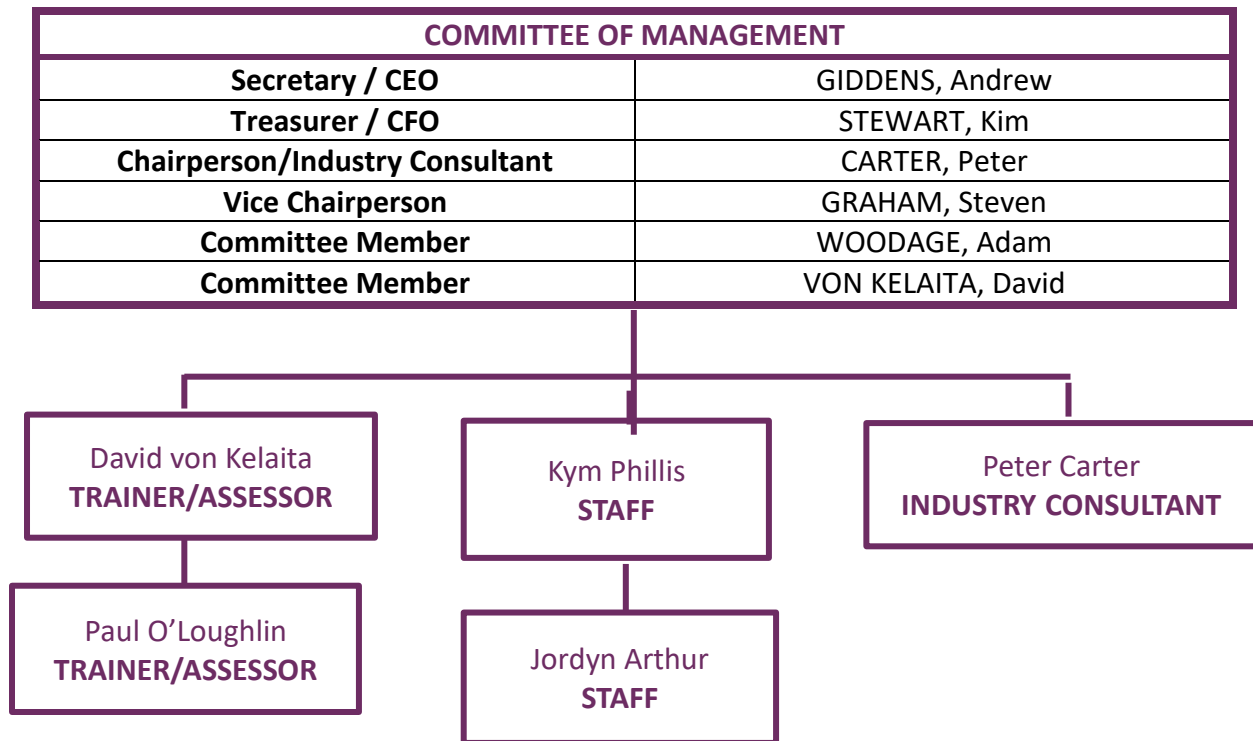 COMMITTEE OF MANAGEMENT
Secretary / CEO GIDDENS, Andrew
Treasurer / CFO STEWART, Kim
Chairperson/Industry Consultant CARTER, Peter
Vice Chairperson GRAHAM, Steven
Committee Member WOODAGE, Adam
Committee Member VON KELAITA, David
David von Kelaita
TRAINER/ASSESSOR
Kym Phillis
STAFF
Peter Carter
INDUSTRY CONSULTANT
Paul O’Loughlin
TRAINER/ASSESSOR
Jordyn Arthur
STAFF